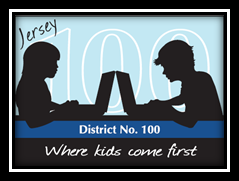 Jersey
100
District No. 100
Where kids come first